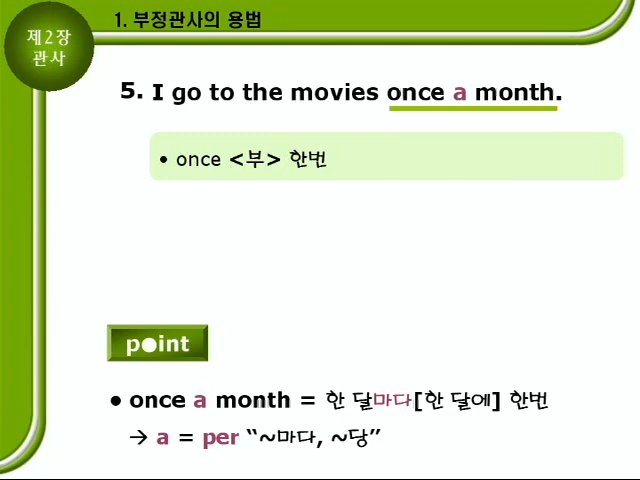 제2장
관사
1. 부정관사의 용법
5. I go to the movies once a month.
• once <부> 한번
point
• once a month = 한 달마다[한 달에] 한번
→ a = per “~마다, ~당”